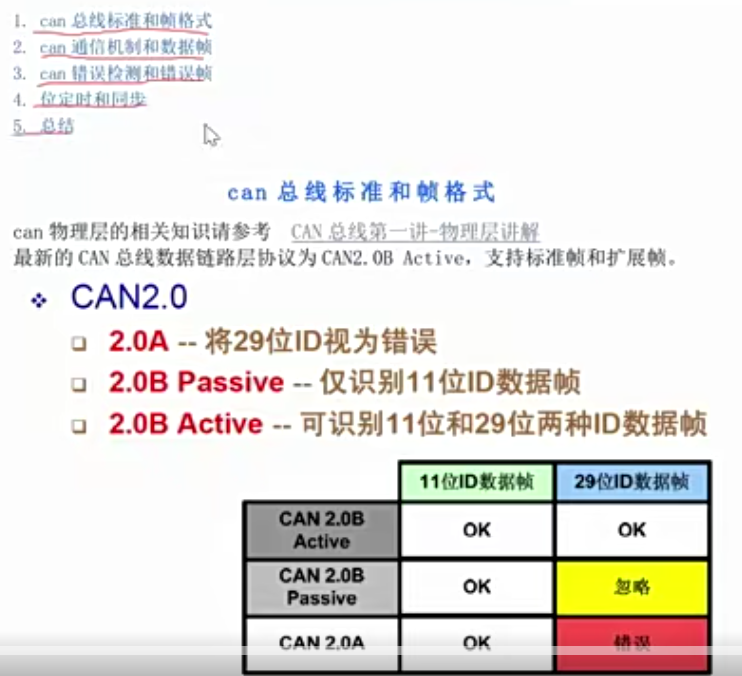 1. can 总线标准和帧格式
2. can 通信机制和数据帧
3. can 错误检测和错误帧
4. 位定时和同步
5. 总结
can 总线标准和帧格式
can 物理层的相关知识请参考 CAN 总线第一讲-物理层讲解
最新的 CAN 总线数据链路层协议为 CAN2.0B Active，支持标准帧和扩展帧。
❖ CAN2.0
❑ 2.0A -- 将29位ID视为错误
❑ 2.0B Passive -- 仅识别11位ID数据帧
❑ 2.0B Active -- 可识别11位和29位两种ID数据帧
11位ID数据帧 29位ID数据帧
CAN 2.0B Active OK OK
CAN 2.0B Passive OK 忽略
CAN 2.0A OK 错误